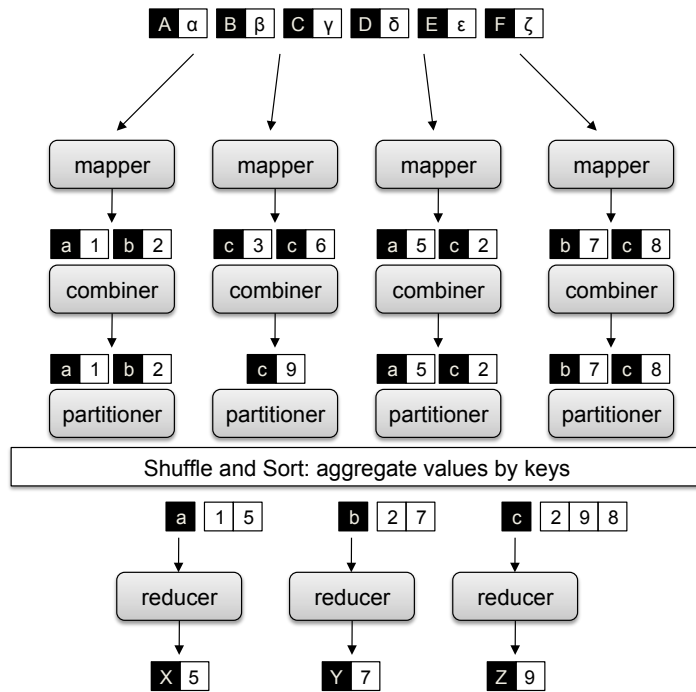 A α B β C γ D δ E ε F ζ
mapper mapper mapper mapper
a 1 b 2 c 3 c 6 a 5 c 2 b 7 c 8
combiner combiner combiner combiner
a 1 b 2 c 9 a 5 c 2 b 7 c 8
partitioner partitioner partitioner partitioner
Shuffle and Sort: aggregate values by keys
a 1 5 b 2 7 c 2 9 8
reducer reducer reducer
X 5 Y 7 Z 9